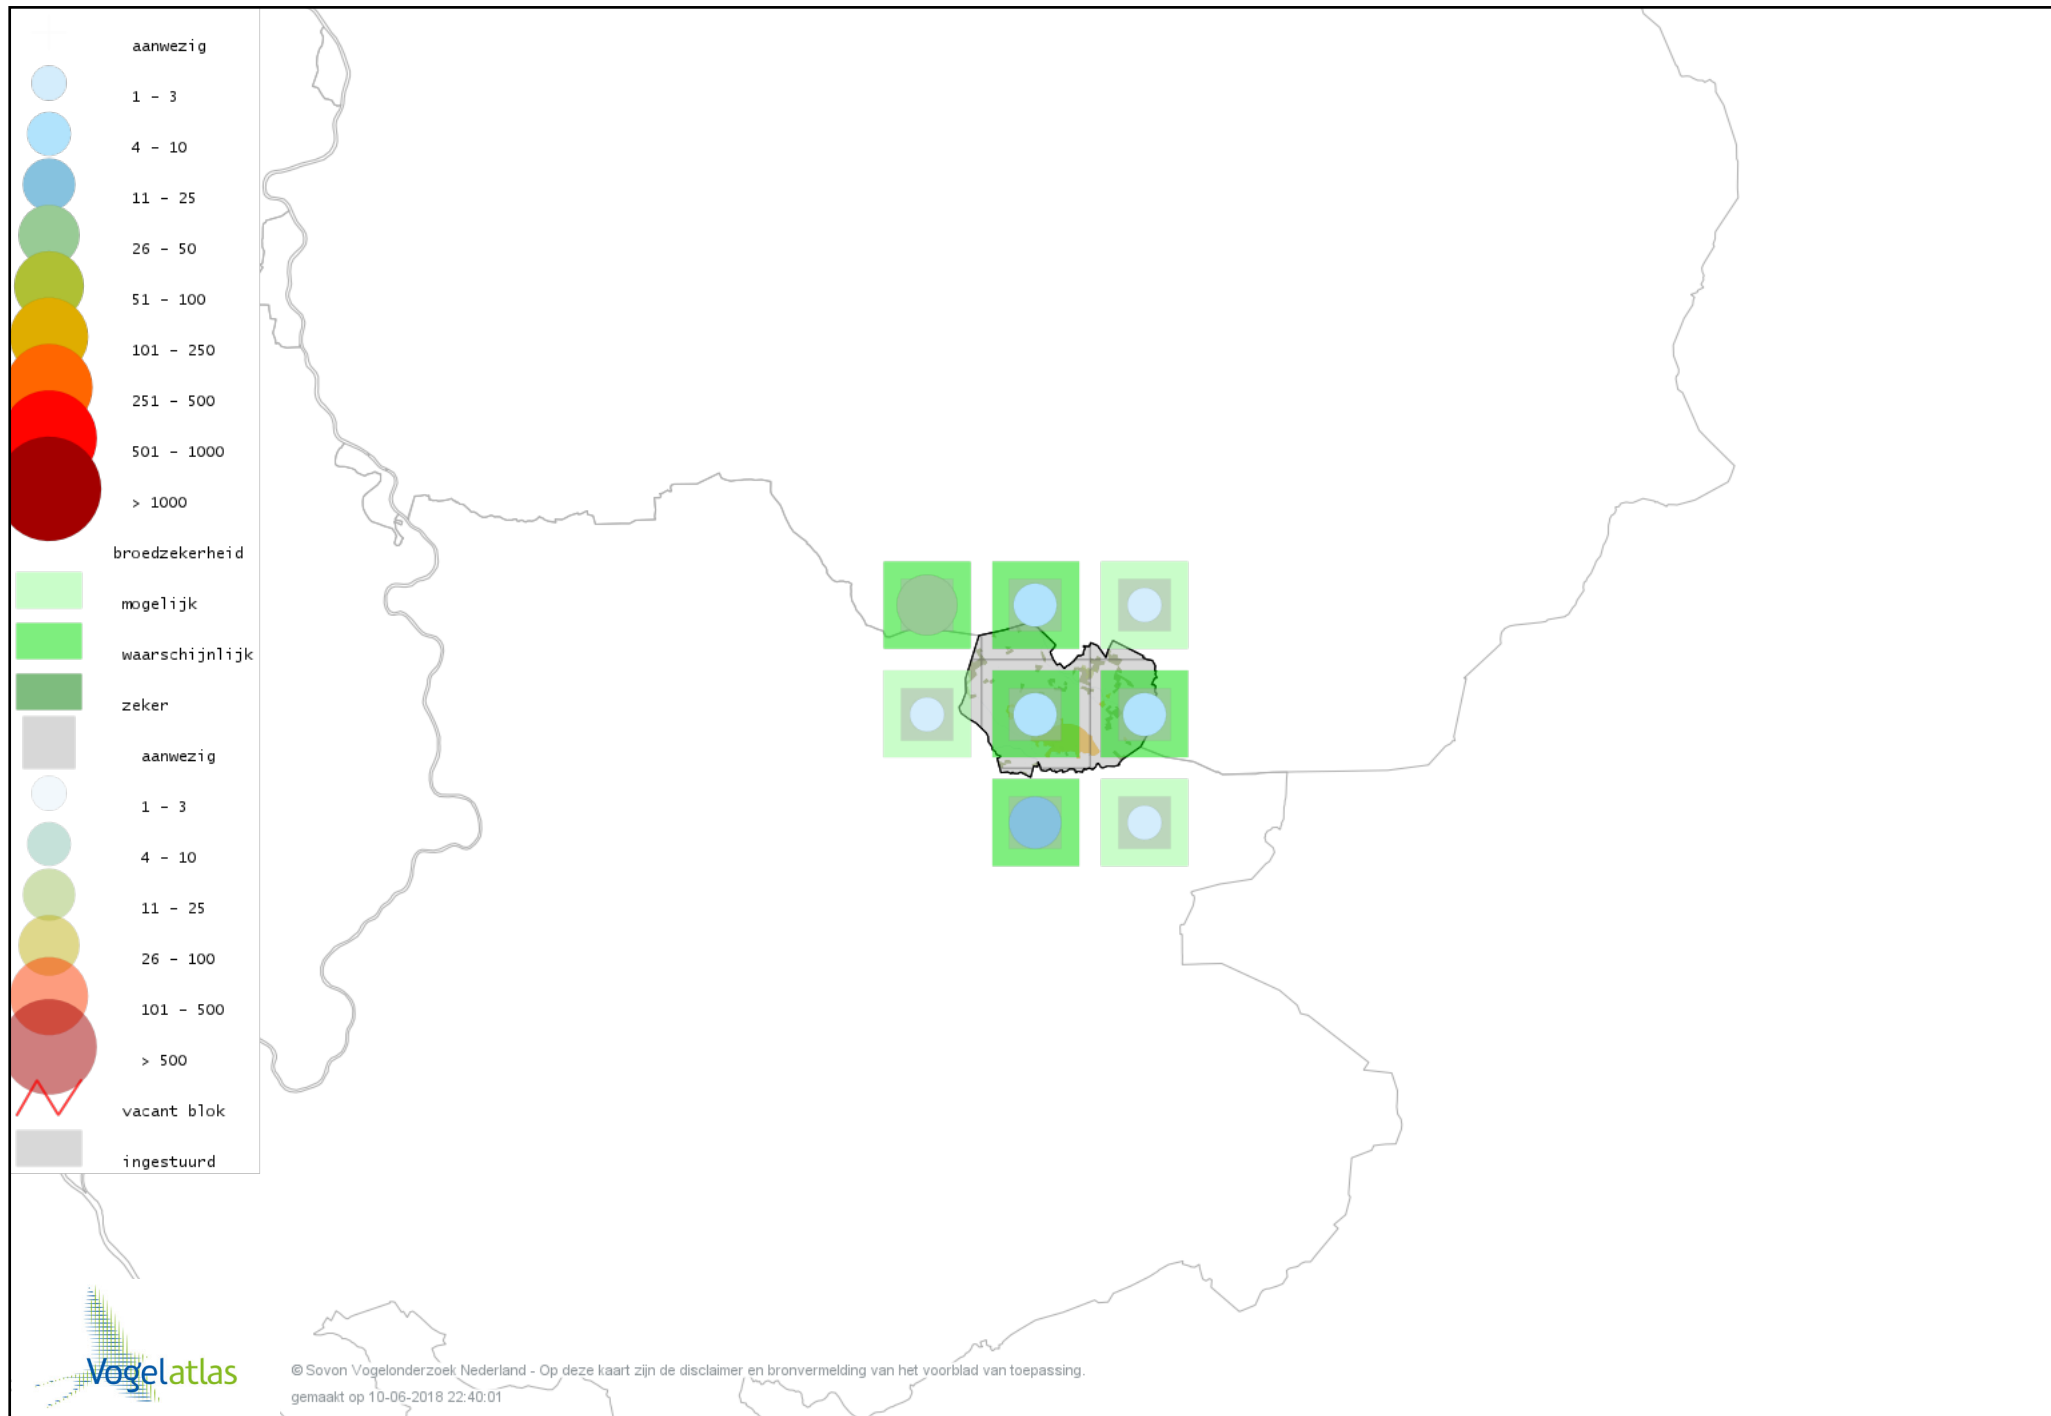 aanwezig
1 - 3
4 - 10
11 - 25
26 - 50
51 - 100
101 - 250
251 - 500
501 - 1000
> 1000
broedzekerheid
mogelijk
waarschijnlijk
zeker
aanwezig
1 - 3
4 - 10
11 - 25
26 - 100
101 - 500
> 500
vacant blok
ingestuurd
Vogelatlas
© Sovon Vogelonderzoek Nederland - Op deze kaart zijn de disclaimer en bronvermelding van het voorblad van toepassing.
gemaakt op 10-06-2018 22:40:01